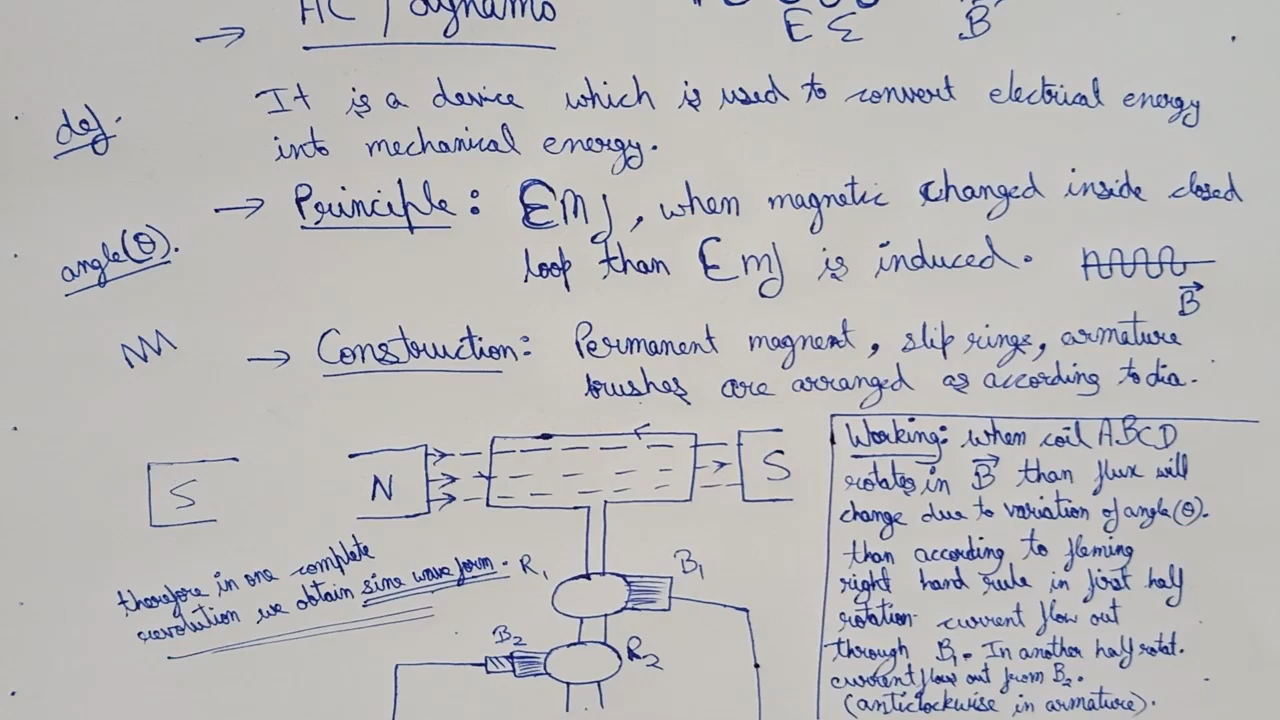 → AC / dynamo
E ε B⃗
def. It is a device which is used to convert electrical energy
into mechanical energy.
→ Principle: Emf, when magnetic changed inside closed
angle(θ). loop than Emf is induced.
B⃗
→ Construction: Permanent magnent, slip rings, armature
brushes are arranged as according to dia.
S N S
R₁ B₁
B₂ R₂
therefore in one complete
revolution we obtain sine wave form.
Working: when coil ABCD
rotates in B⃗ than flux will
change due to variation of angle(θ).
than according to fleming
right hand rule in first half
rotation current flow out
through B₁. In another half rotat.
current flow out from B₂.
(anticlockwise in armature).